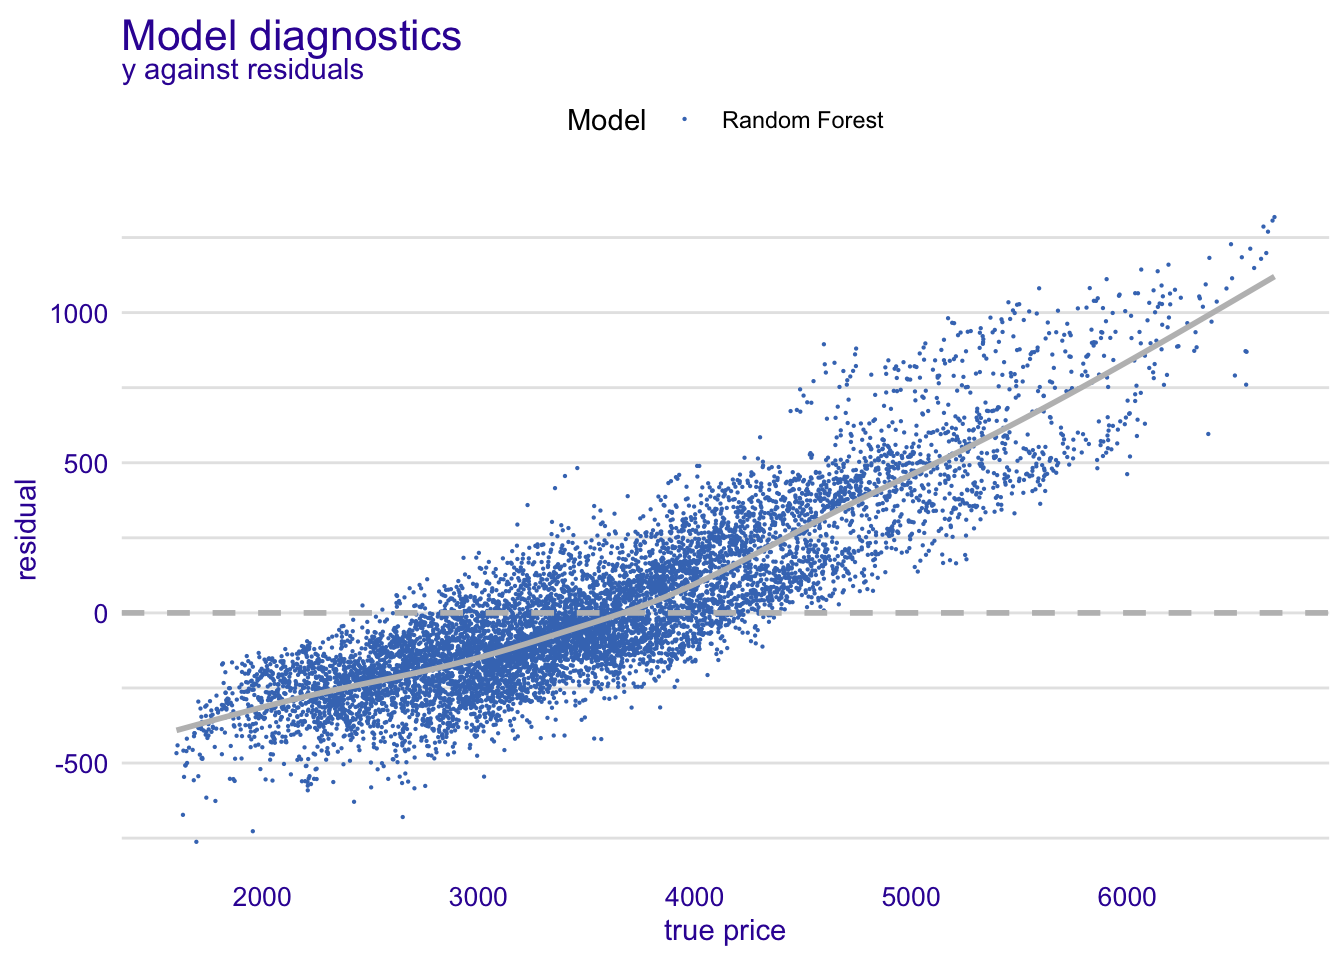 Model diagnostics
y against residuals
Model
Random Forest
1000
500
0
-500
residual
2000
3000
4000
5000
6000
true price